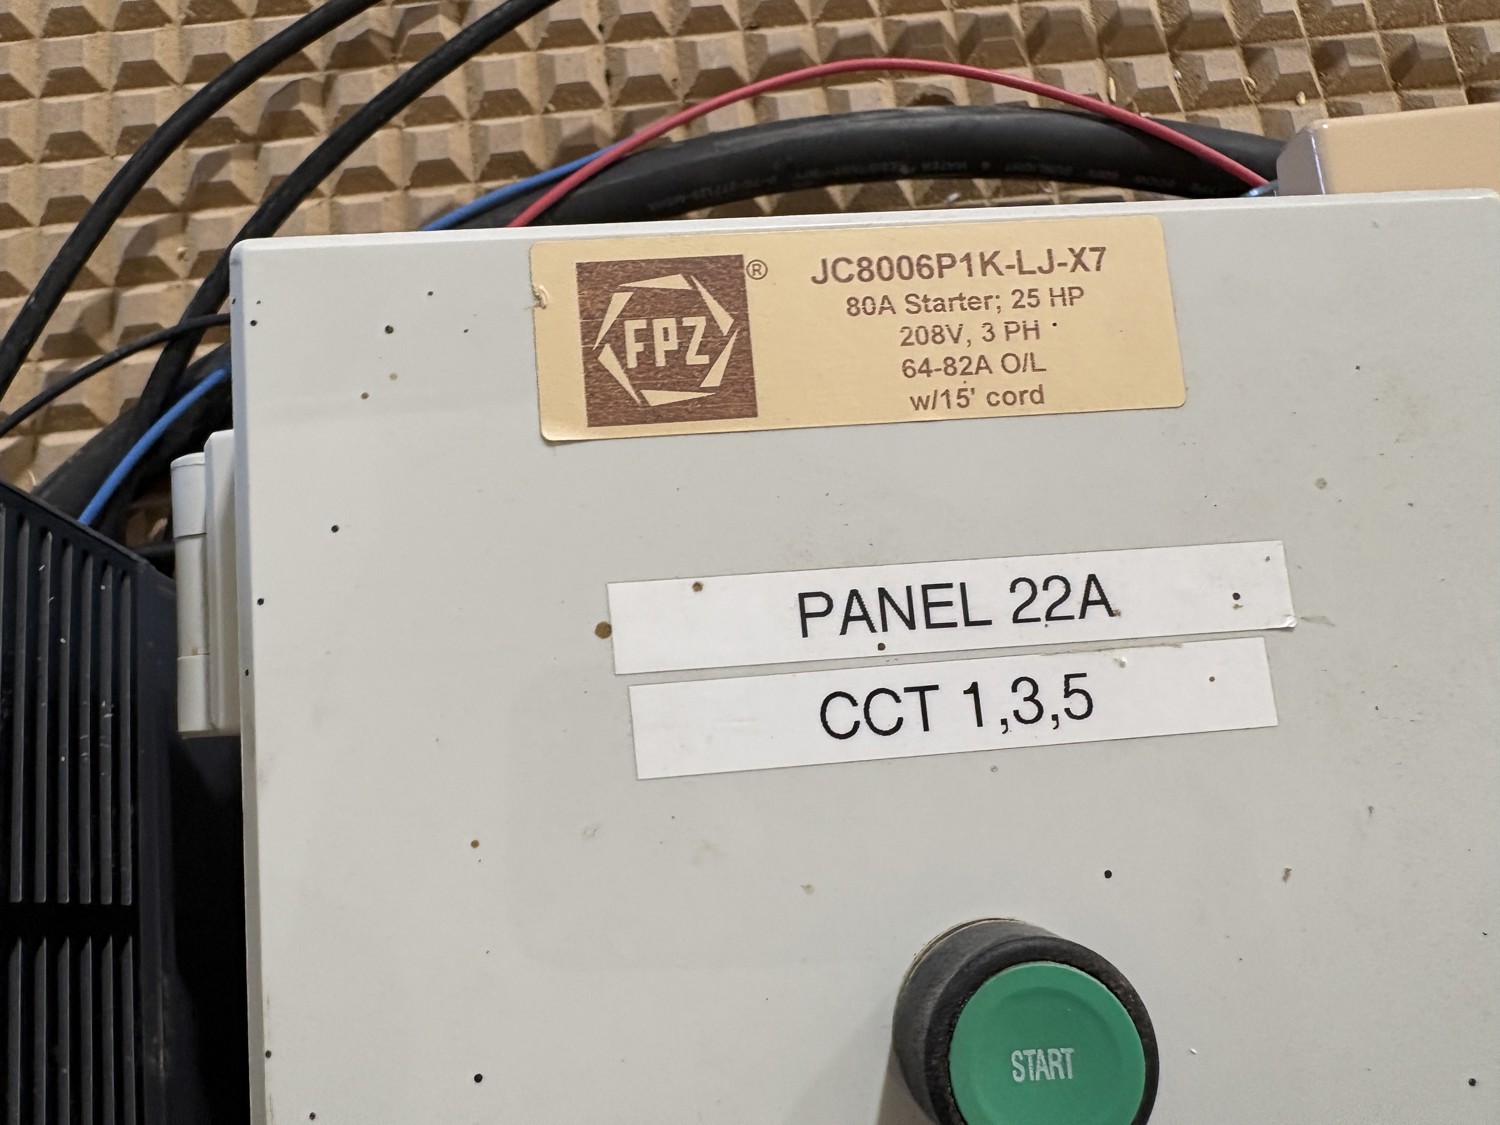 FPZ ®
JC8006P1K-LJ-X7
80A Starter; 25 HP
208V, 3 PH
64-82A O/L
w/15' cord
PANEL 22A
CCT 1,3,5
START